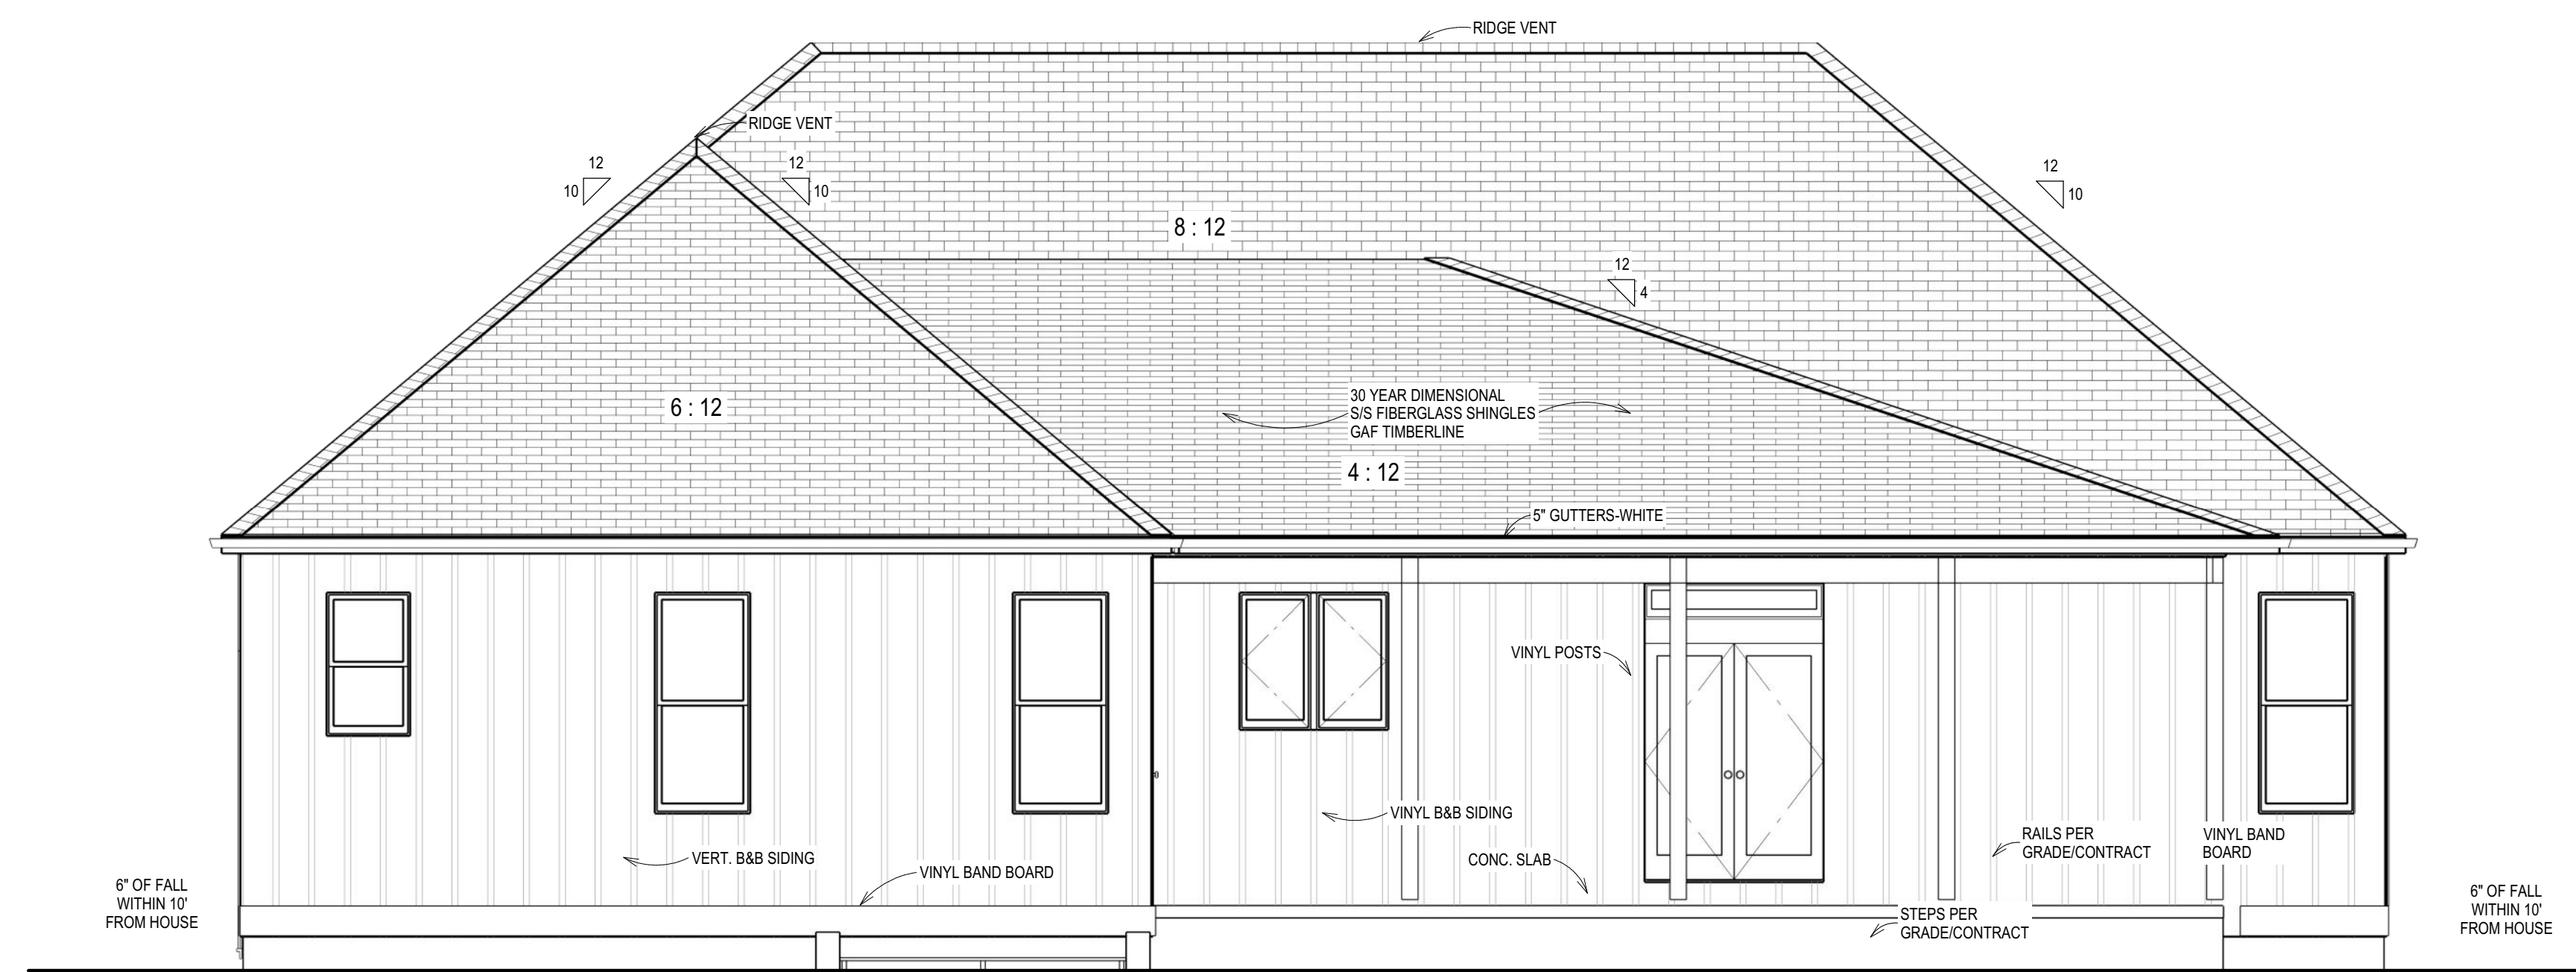 RIDGE VENT
RIDGE VENT
12
10
12
10
12
10
8 : 12
12
4
6 : 12
30 YEAR DIMENSIONAL
S/S FIBERGLASS SHINGLES
GAF TIMBERLINE
4 : 12
5" GUTTERS-WHITE
VINYL POSTS
VINYL B&B SIDING
VERT. B&B SIDING
VINYL BAND BOARD
CONC. SLAB
RAILS PER
GRADE/CONTRACT
VINYL BAND
BOARD
6" OF FALL
WITHIN 10'
FROM HOUSE
STEPS PER
GRADE/CONTRACT
6" OF FALL
WITHIN 10'
FROM HOUSE